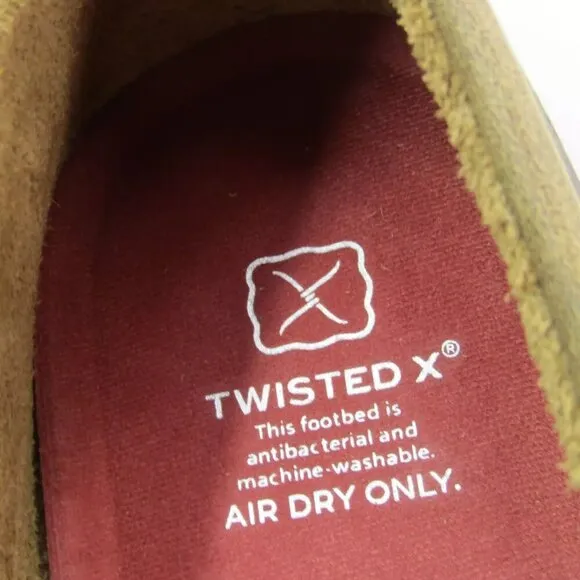 TWISTED X®
This footbed is
antibacterial and
machine-washable.
AIR DRY ONLY.